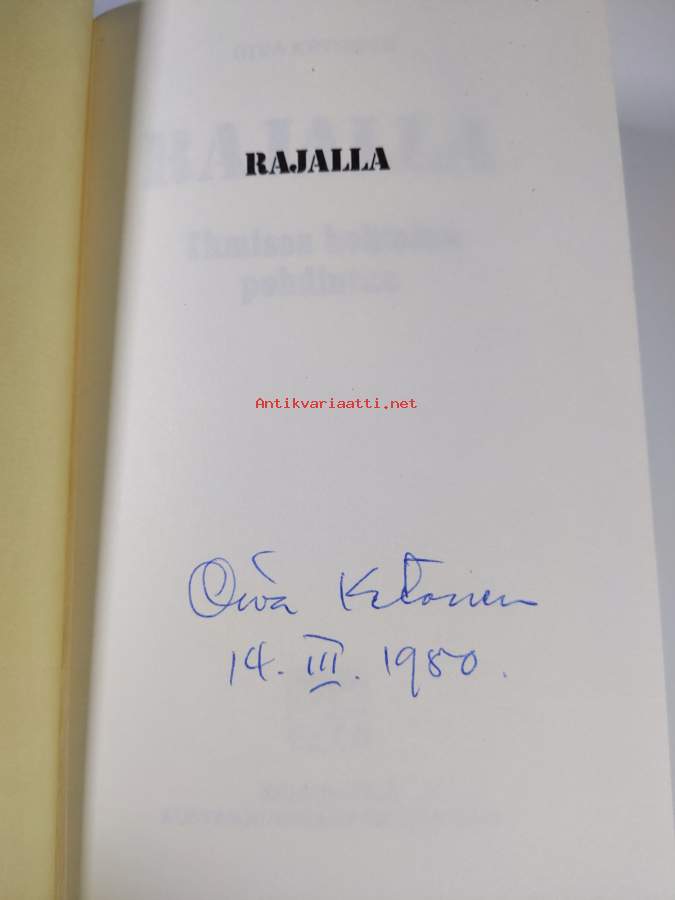 RAJALLA
Antikvariaatti.net
Oiva Ketonen
14. III. 1980.